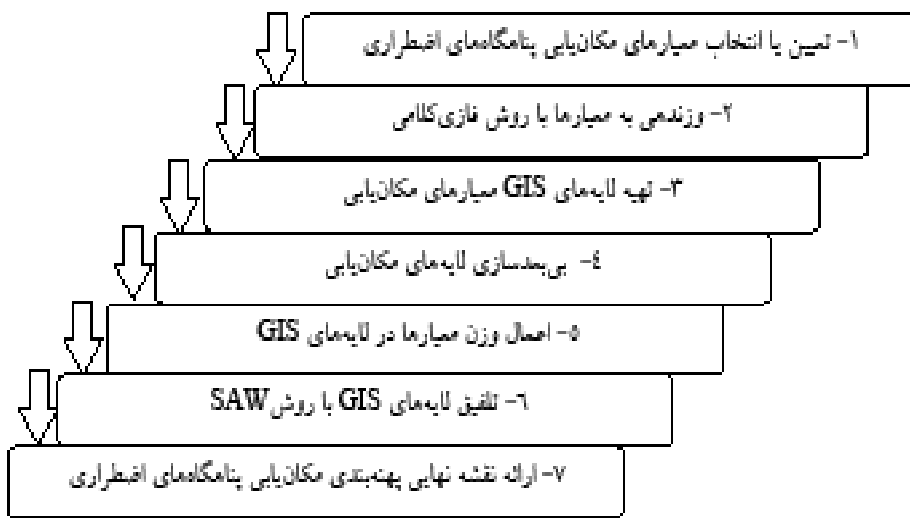 ۱- تعیین یا انتخاب معیارهای مکان‌یابی پناهگاه‌های اضطراری
۲- وزندهی به معیارها با روش فازی‌کلامی
۳- تهیه لایه‌های GIS معیارهای مکان‌یابی
٤- بی‌بعدسازی لایه‌های مکان‌یابی
٥- اعمال وزن معیارها در لایه‌های GIS
٦- تلفیق لایه‌های GIS با روش SAW
۷- ارائه نقشه نهایی پهنه‌بندی مکان‌یابی پناهگاه‌های اضطراری